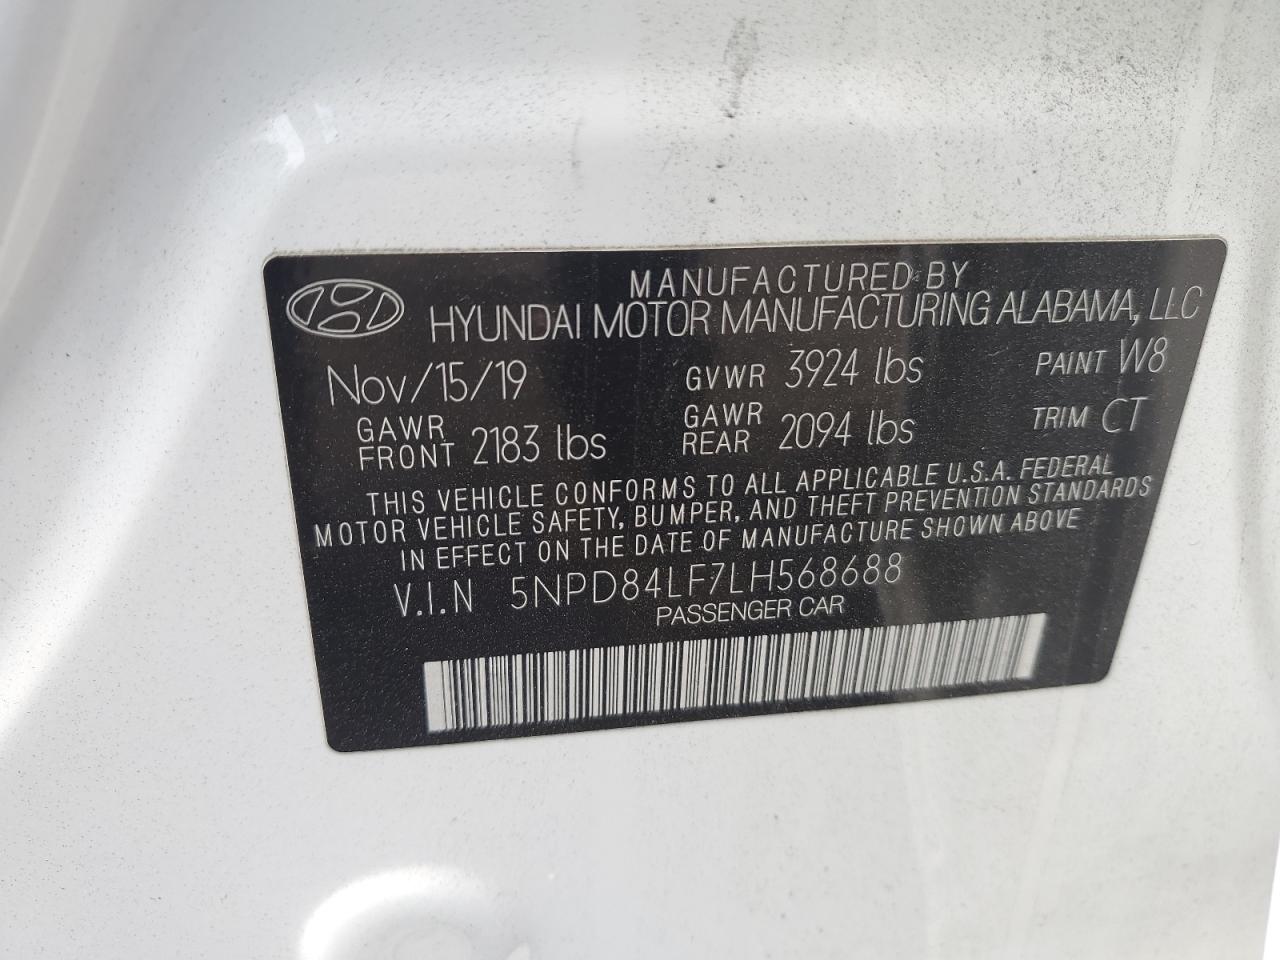 MANUFACTURED BY
HYUNDAI MOTOR MANUFACTURING ALABAMA, LLC
Nov/15/19 GVWR 3924 lbs PAINT W8
GAWR FRONT 2183 lbs GAWR REAR 2094 lbs TRIM CT
THIS VEHICLE CONFORMS TO ALL APPLICABLE U.S.A. FEDERAL
MOTOR VEHICLE SAFETY, BUMPER, AND THEFT PREVENTION STANDARDS
IN EFFECT ON THE DATE OF MANUFACTURE SHOWN ABOVE
V.I.N 5NPD84LF7LH568688
PASSENGER CAR